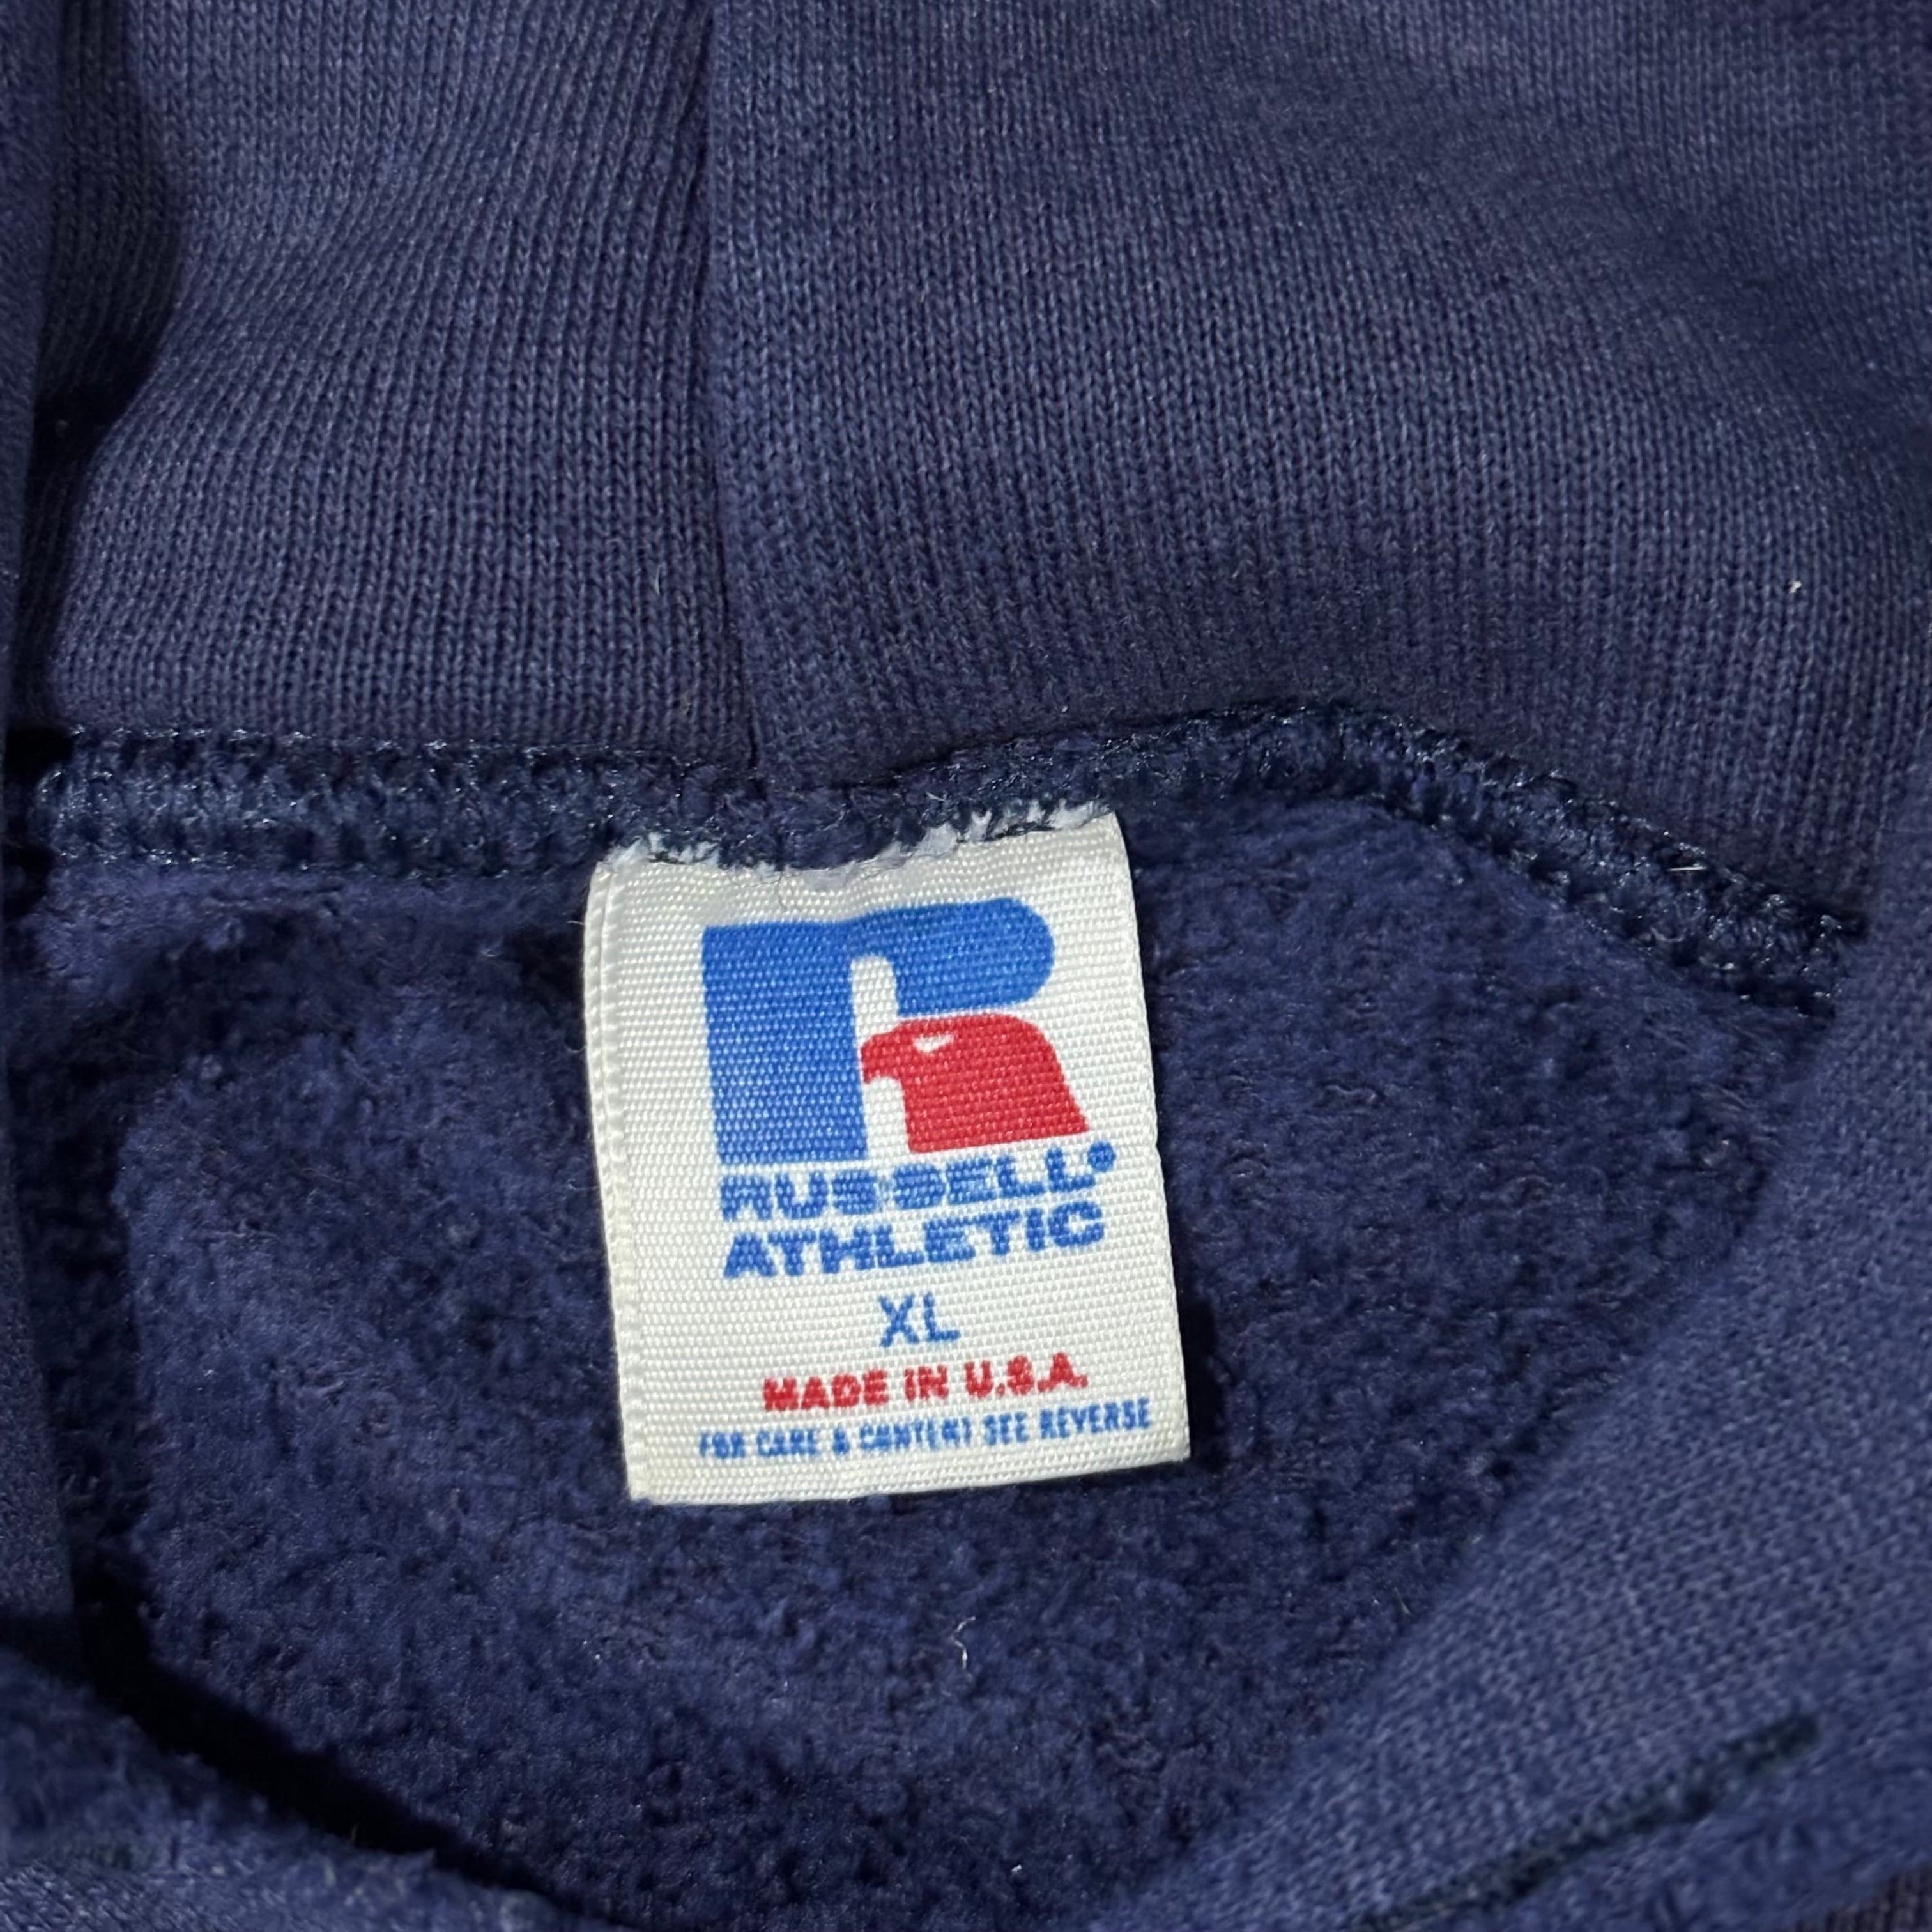 R
RUSSELL®
ATHLETIC
XL
MADE IN U.S.A.
FOR CARE & CONTENT SEE REVERSE